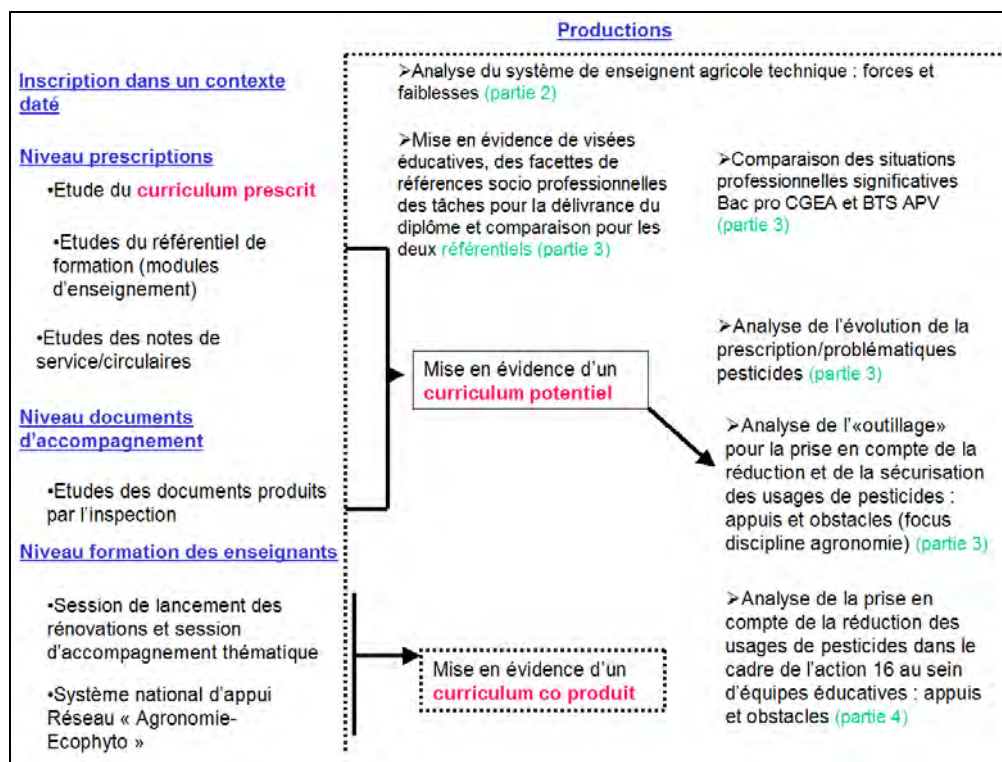 Productions
Inscription dans un contexte
daté
➢Analyse du système de enseignent agricole technique : forces et
faiblesses (partie 2)
Niveau prescriptions
•Etude du curriculum prescrit
•Etudes du référentiel de
formation (modules
d'enseignement)
•Etudes des notes de
service/circulaires
➢Mise en évidence de visées
éducatives, des facettes de
références socio professionnelles
des tâches pour la délivrance du
diplôme et comparaison pour les
deux référentiels (partie 3)
➢Comparaison des situations
professionnelles significatives
Bac pro CGEA et BTS APV
(partie 3)
Mise en évidence d'un
curriculum potentiel
➢Analyse de l'évolution de la
prescription/problématiques
pesticides (partie 3)
Niveau documents
d'accompagnement
•Etudes des documents produits
par l'inspection
➢Analyse de l'«outillage»
pour la prise en compte de la
réduction et de la sécurisation
des usages de pesticides :
appuis et obstacles (focus
discipline agronomie) (partie 3)
Niveau formation des enseignants
•Session de lancement des
rénovations et session
d'accompagnement thématique
•Système national d'appui
Réseau « Agronomie-
Ecophyto »
Mise en évidence d'un
curriculum co produit
➢Analyse de la prise en
compte de la réduction des
usages de pesticides dans le
cadre de l'action 16 au sein
d'équipes éducatives : appuis
et obstacles (partie 4)